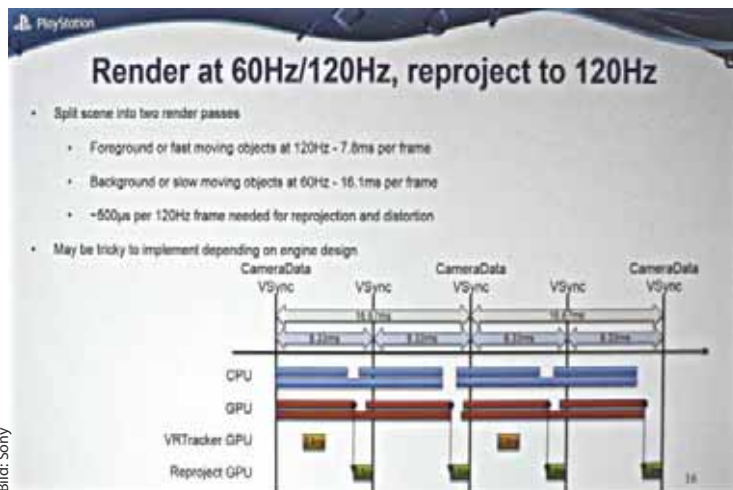 PlayStation
Render at 60Hz/120Hz, reproject to 120Hz
• Split scene into two render passes
• Foreground or fast moving objects at 120Hz - 7.8ms per frame
• Background or slow moving objects at 60Hz - 16.1ms per frame
• ~500µs per 120Hz frame needed for reprojection and distortion
• May be tricky to implement depending on engine design
CameraData CameraData CameraData
VSync VSync VSync VSync VSync
16.67ms 16.67ms
8.33ms 8.33ms 8.33ms 8.33ms
CPU
GPU
VRTracker GPU
Reproject GPU
16
Bild: Sony